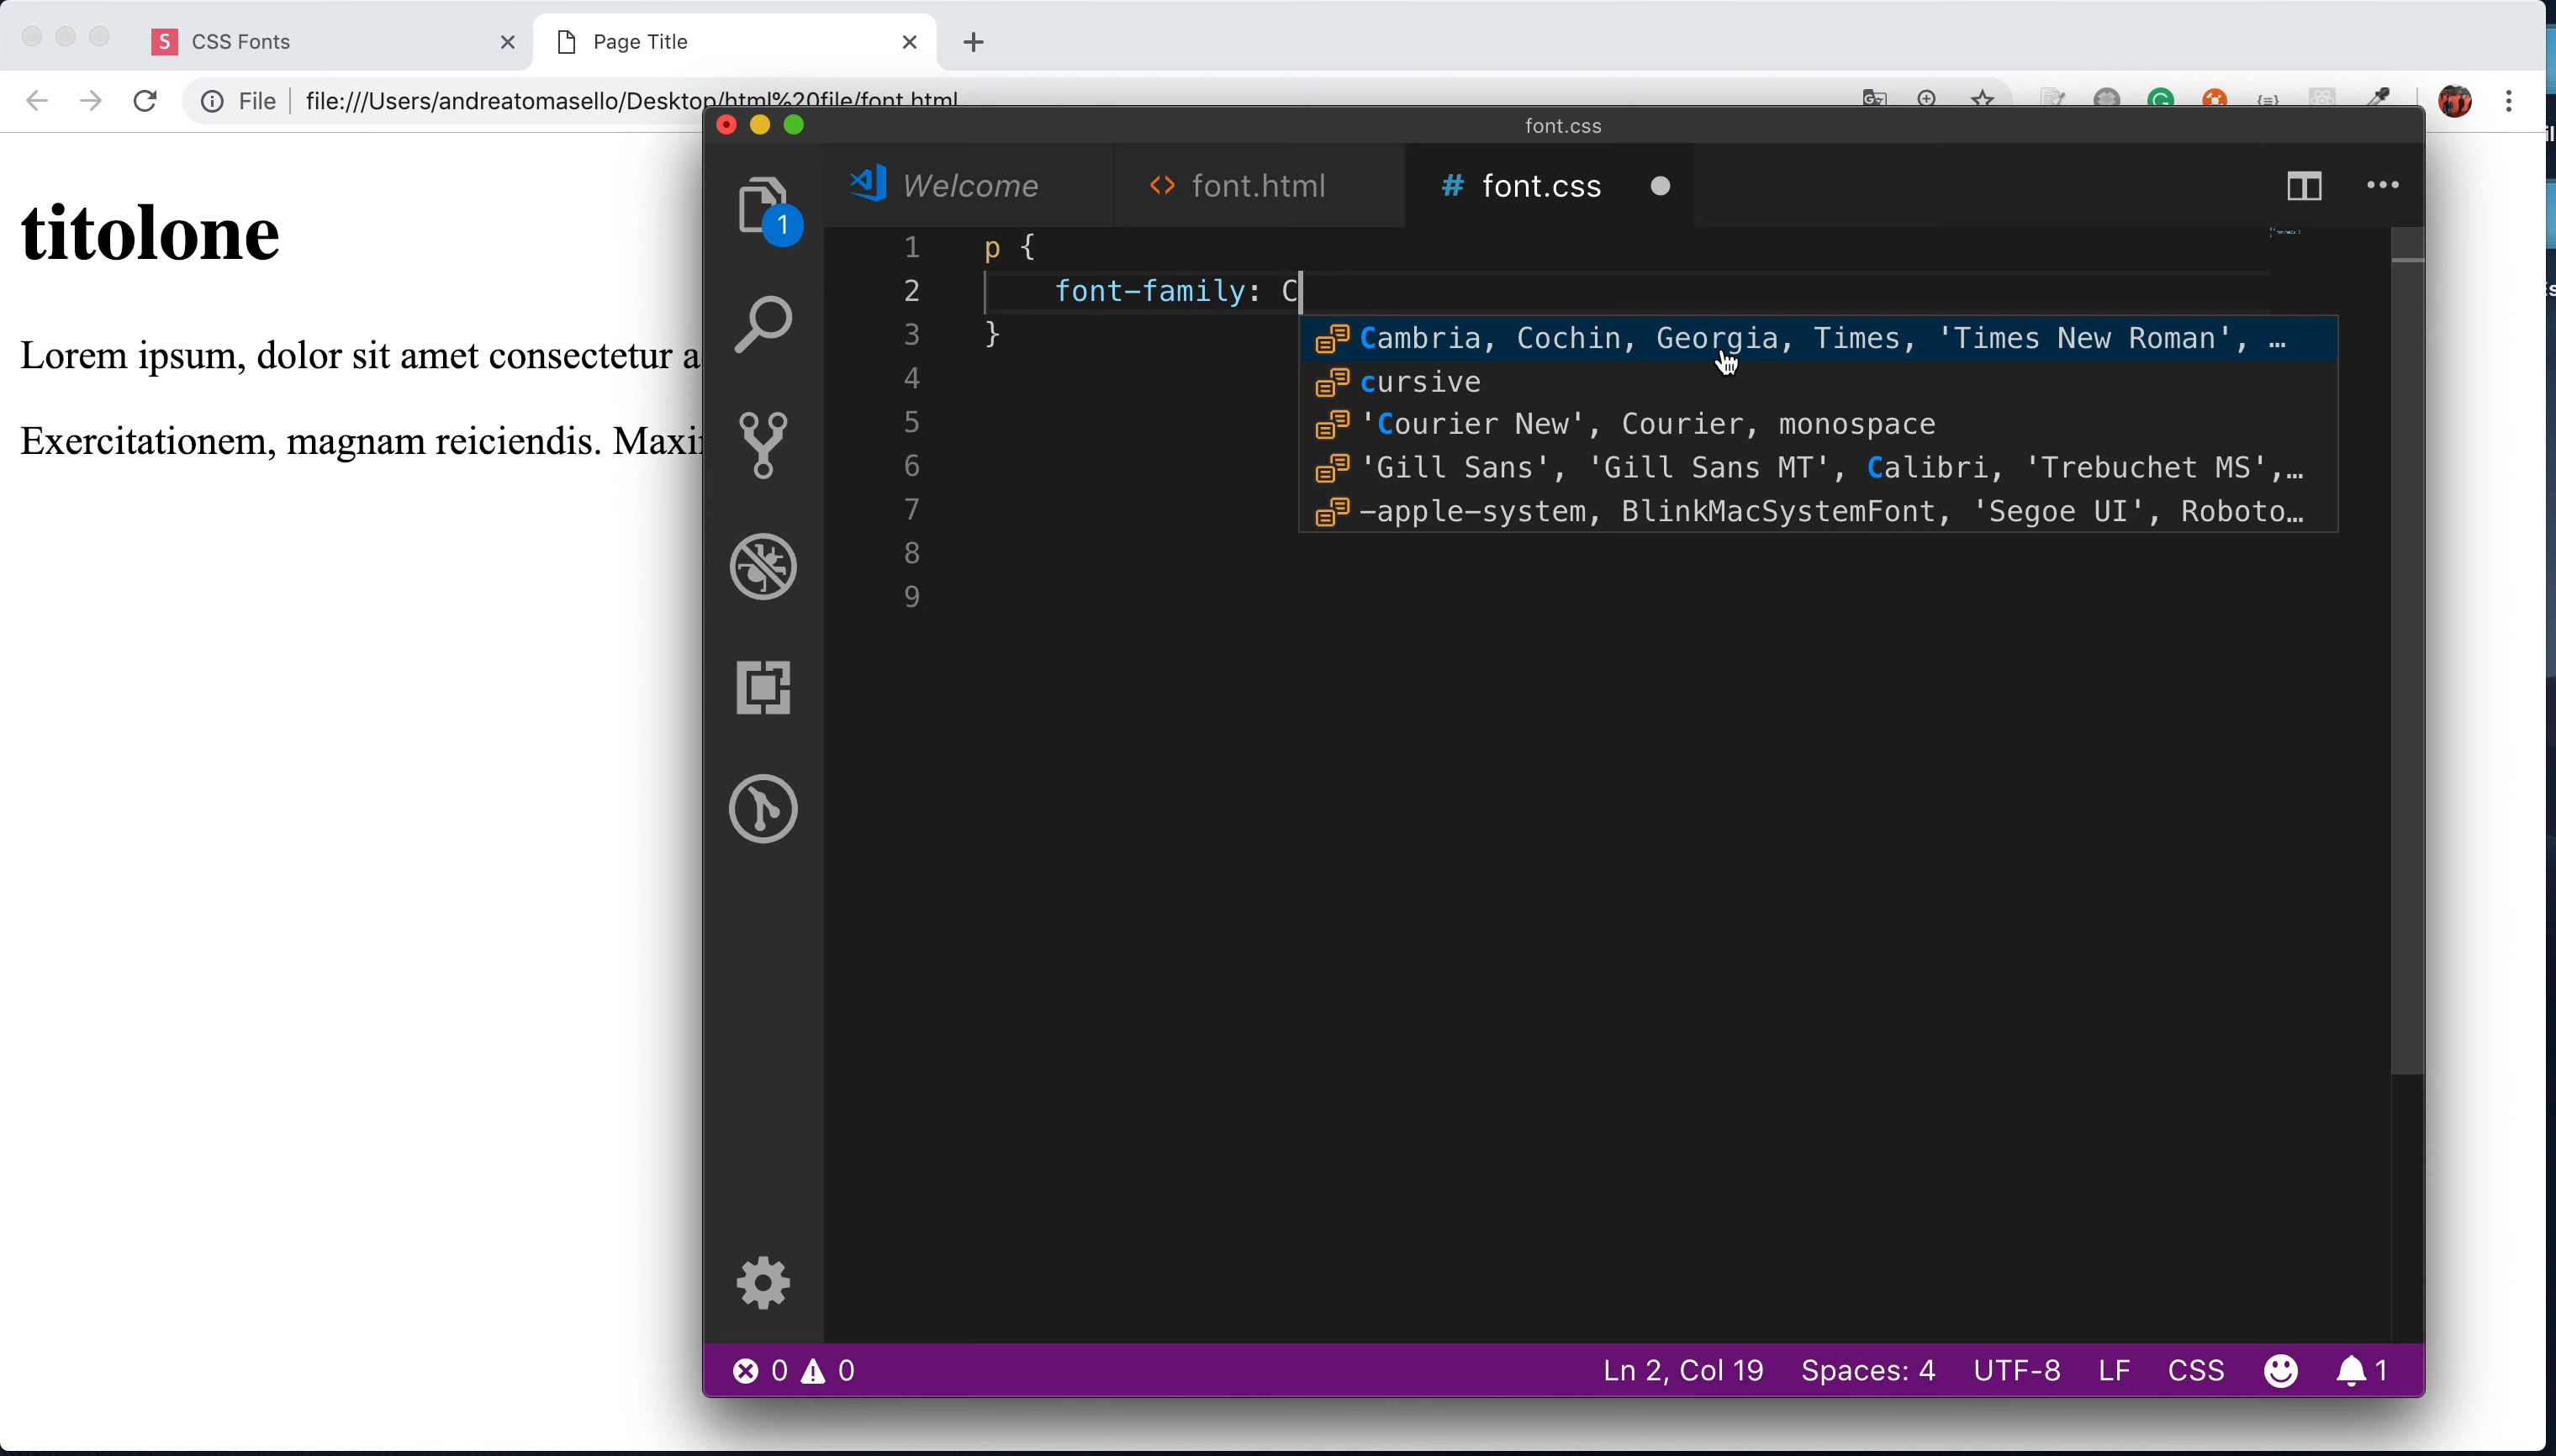 CSS Fonts
Page Title
File
file:///Users/andreatomasello/Desktop/html%20file/font.html
titolone
Lorem ipsum, dolor sit amet consectetur a
Exercitationem, magnam reiciendis. Maxi
font.css
1
Welcome
<> font.html
# font.css
1 p {
2 font-family: C
3 }
4
5
6
7
8
9
Cambria, Cochin, Georgia, Times, 'Times New Roman', …
cursive
'Courier New', Courier, monospace
'Gill Sans', 'Gill Sans MT', Calibri, 'Trebuchet MS',…
-apple-system, BlinkMacSystemFont, 'Segoe UI', Roboto…
0 0
Ln 2, Col 19
Spaces: 4
UTF-8
LF
CSS
1